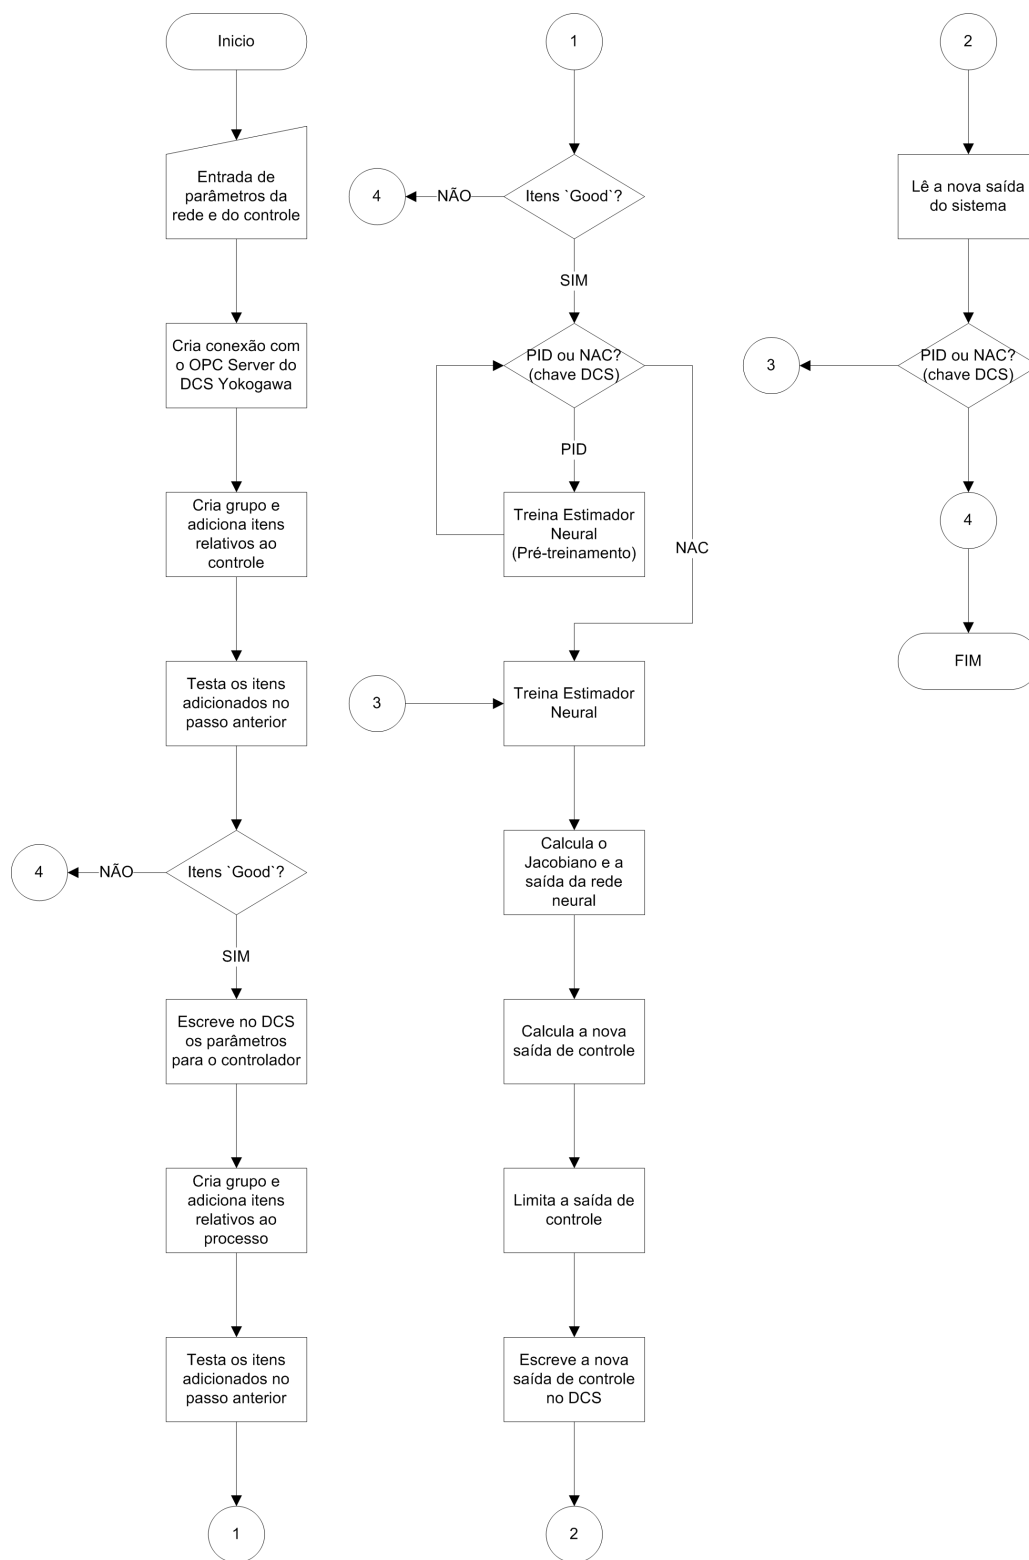 Inicio
Entrada de
parâmetros da
rede e do controle
Cria conexão com
o OPC Server do
DCS Yokogawa
Cria grupo e
adiciona itens
relativos ao
controle
Testa os itens
adicionados no
passo anterior
Itens `Good`?
NÃO
4
SIM
Escreve no DCS
os parâmetros
para o controlador
Cria grupo e
adiciona itens
relativos ao
processo
Testa os itens
adicionados no
passo anterior
1
1
Itens `Good`?
NÃO
4
SIM
PID ou NAC?
(chave DCS)
PID
Treina Estimador
Neural
(Pré-treinamento)
NAC
3
Treina Estimador
Neural
Calcula o
Jacobiano e a
saída da rede
neural
Calcula a nova
saída de controle
Limita a saída de
controle
Escreve a nova
saída de controle
no DCS
2
2
Lê a nova saída
do sistema
PID ou NAC?
(chave DCS)
3
4
FIM